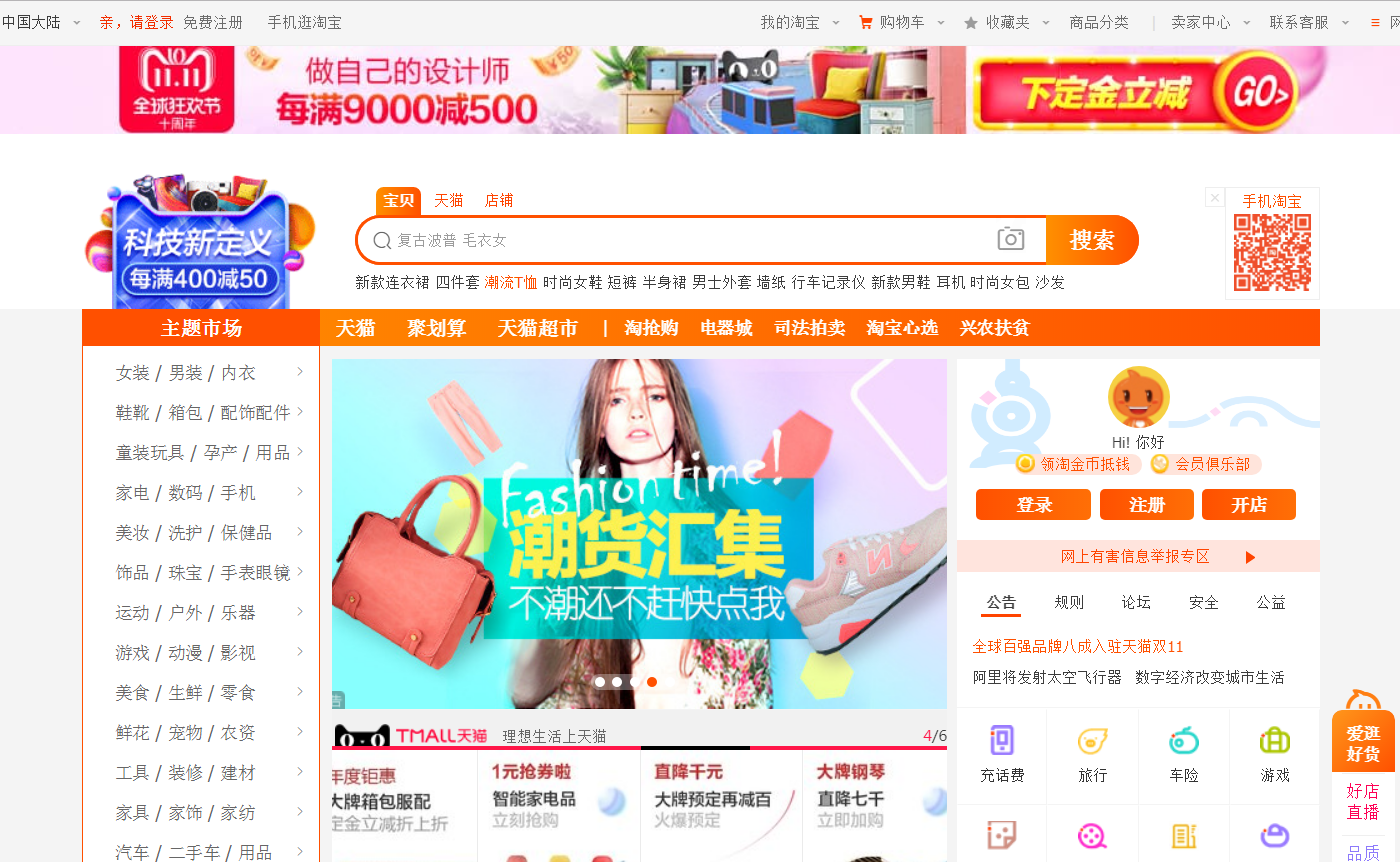 中国大陆 亲，请登录 免费注册 手机逛淘宝 我的淘宝 购物车 收藏夹 商品分类 | 卖家中心 联系客服
11.11
全球狂欢节
十周年
做自己的设计师
每满9000减500
下定金立减 GO>
科技新定义
每满400减50
宝贝 天猫 店铺
复古波普 毛衣女
搜索
新款连衣裙 四件套 潮流T恤 时尚女鞋 短裤 半身裙 男士外套 墙纸 行车记录仪 新款男鞋 耳机 时尚女包 沙发
手机淘宝
主题市场 天猫 聚划算 天猫超市 | 淘抢购 电器城 司法拍卖 淘宝心选 兴农扶贫
女装 / 男装 / 内衣
鞋靴 / 箱包 / 配饰配件
童装玩具 / 孕产 / 用品
家电 / 数码 / 手机
美妆 / 洗护 / 保健品
饰品 / 珠宝 / 手表眼镜
运动 / 户外 / 乐器
游戏 / 动漫 / 影视
美食 / 生鲜 / 零食
鲜花 / 宠物 / 农资
工具 / 装修 / 建材
家具 / 家饰 / 家纺
汽车 / 二手车 / 用品
Fashion time!
潮货汇集
不潮还不赶快点我
TMALL天猫 理想生活上天猫 4/6
年度钜惠
大牌箱包服配
定金立减折上折
1元抢券啦
智能家电品
立刻抢购
直降千元
大牌预定再减百
火爆预定
大牌钢琴
直降七千
立即加购
Hi! 你好
领淘金币抵钱 会员俱乐部
登录 注册 开店
网上有害信息举报专区
公告 规则 论坛 安全 公益
全球百强品牌八成入驻天猫双11
阿里将发射太空飞行器 数字经济改变城市生活
充话费 旅行 车险 游戏
爱逛
好货
好店
直播
品质